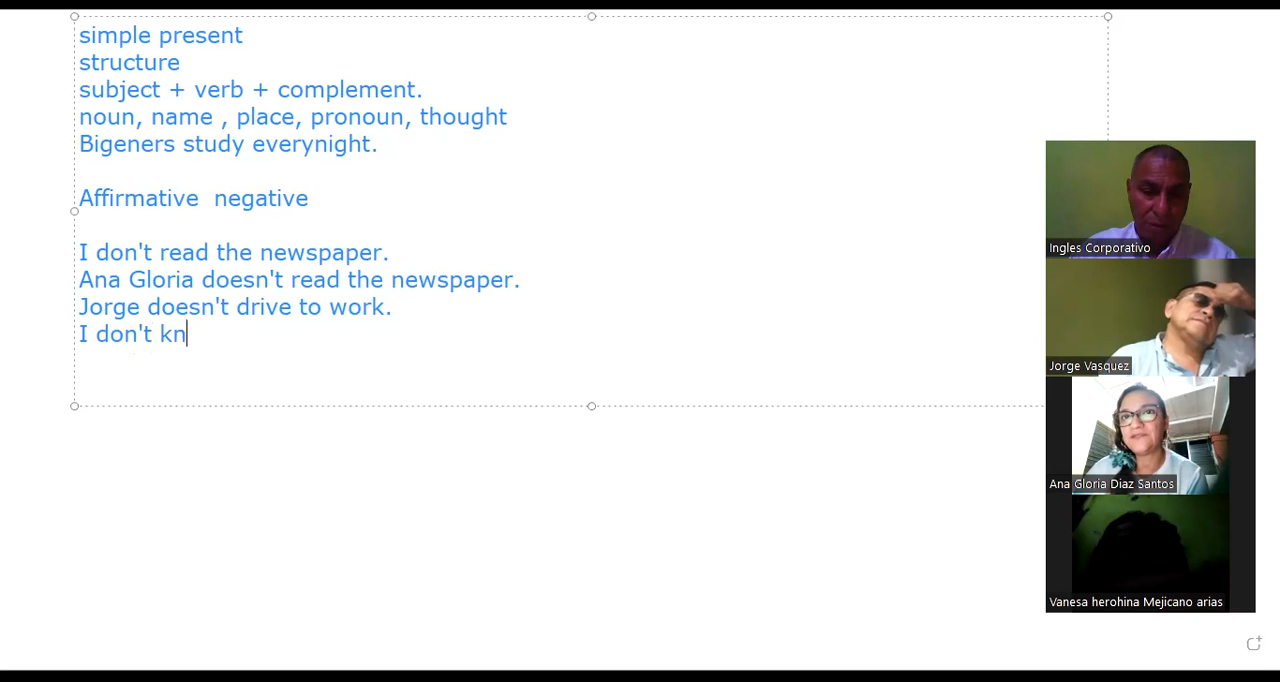 simple present
structure
subject + verb + complement.
noun, name , place, pronoun, thought
Bigeners study everynight.
Affirmative  negative
I don't read the newspaper.
Ana Gloria doesn't read the newspaper.
Jorge doesn't drive to work.
I don't kn
Ingles Corporativo
Jorge Vasquez
Ana Gloria Diaz Santos
Vanesa herohina Mejicano arias